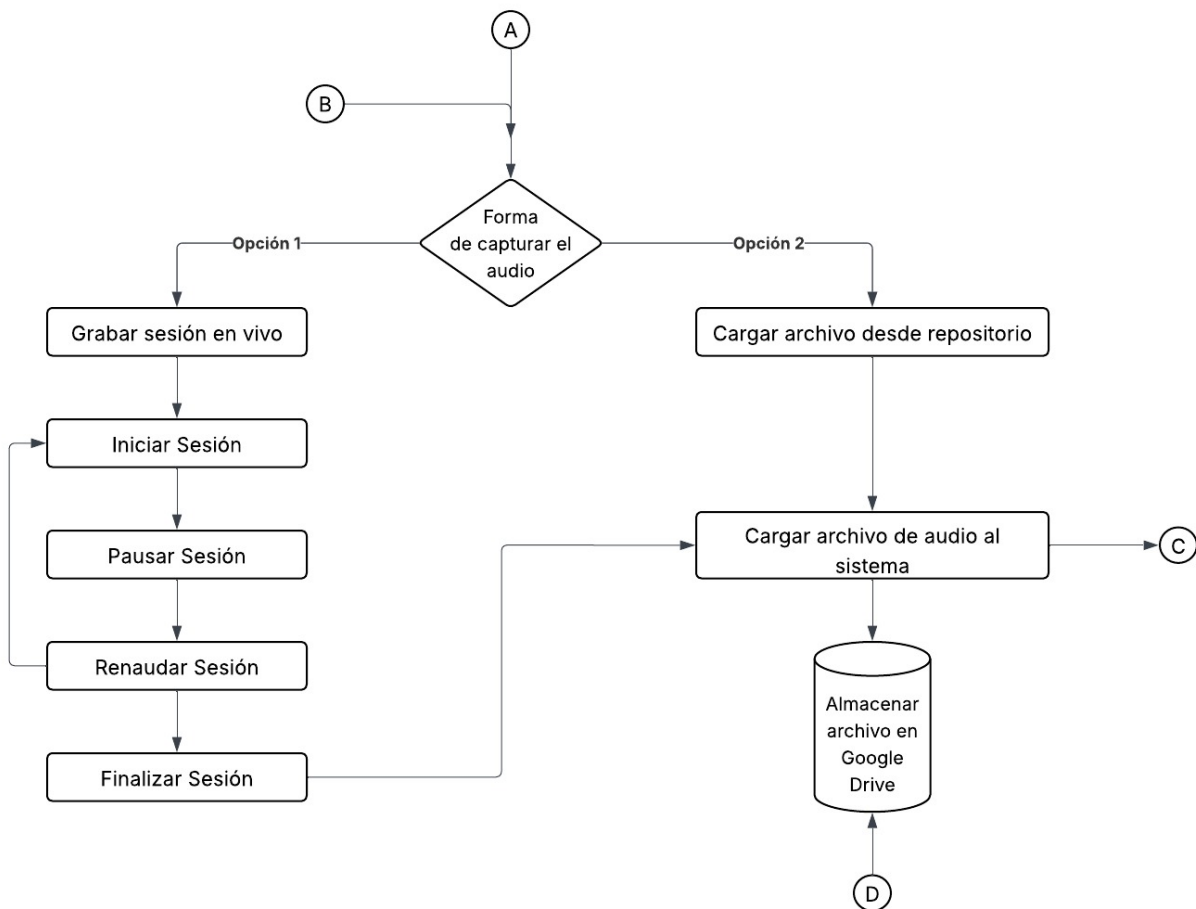 A
B
Forma
de capturar el
audio
Opción 1
Opción 2
Grabar sesión en vivo
Cargar archivo desde repositorio
Iniciar Sesión
Pausar Sesión
Cargar archivo de audio al
sistema
C
Renaudar Sesión
Almacenar
archivo en
Google
Drive
Finalizar Sesión
D